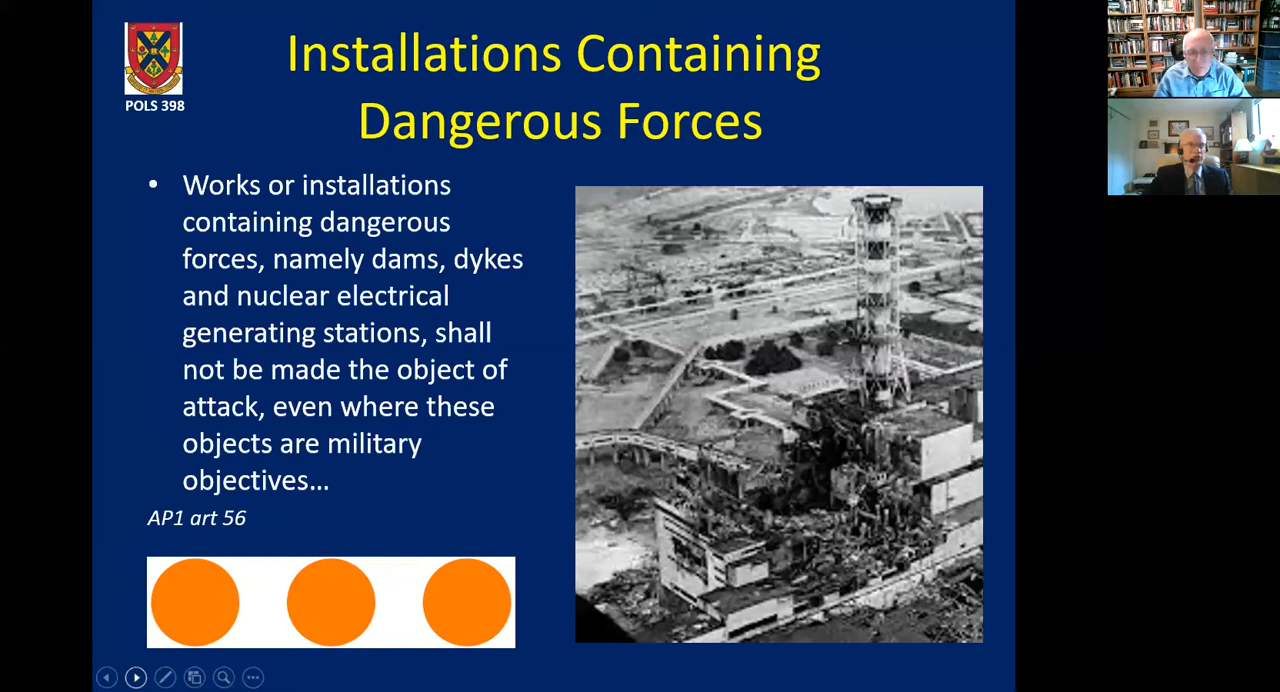 Installations Containing
Dangerous Forces
POLS 398
• Works or installations
containing dangerous
forces, namely dams, dykes
and nuclear electrical
generating stations, shall
not be made the object of
attack, even where these
objects are military
objectives…
AP1 art 56